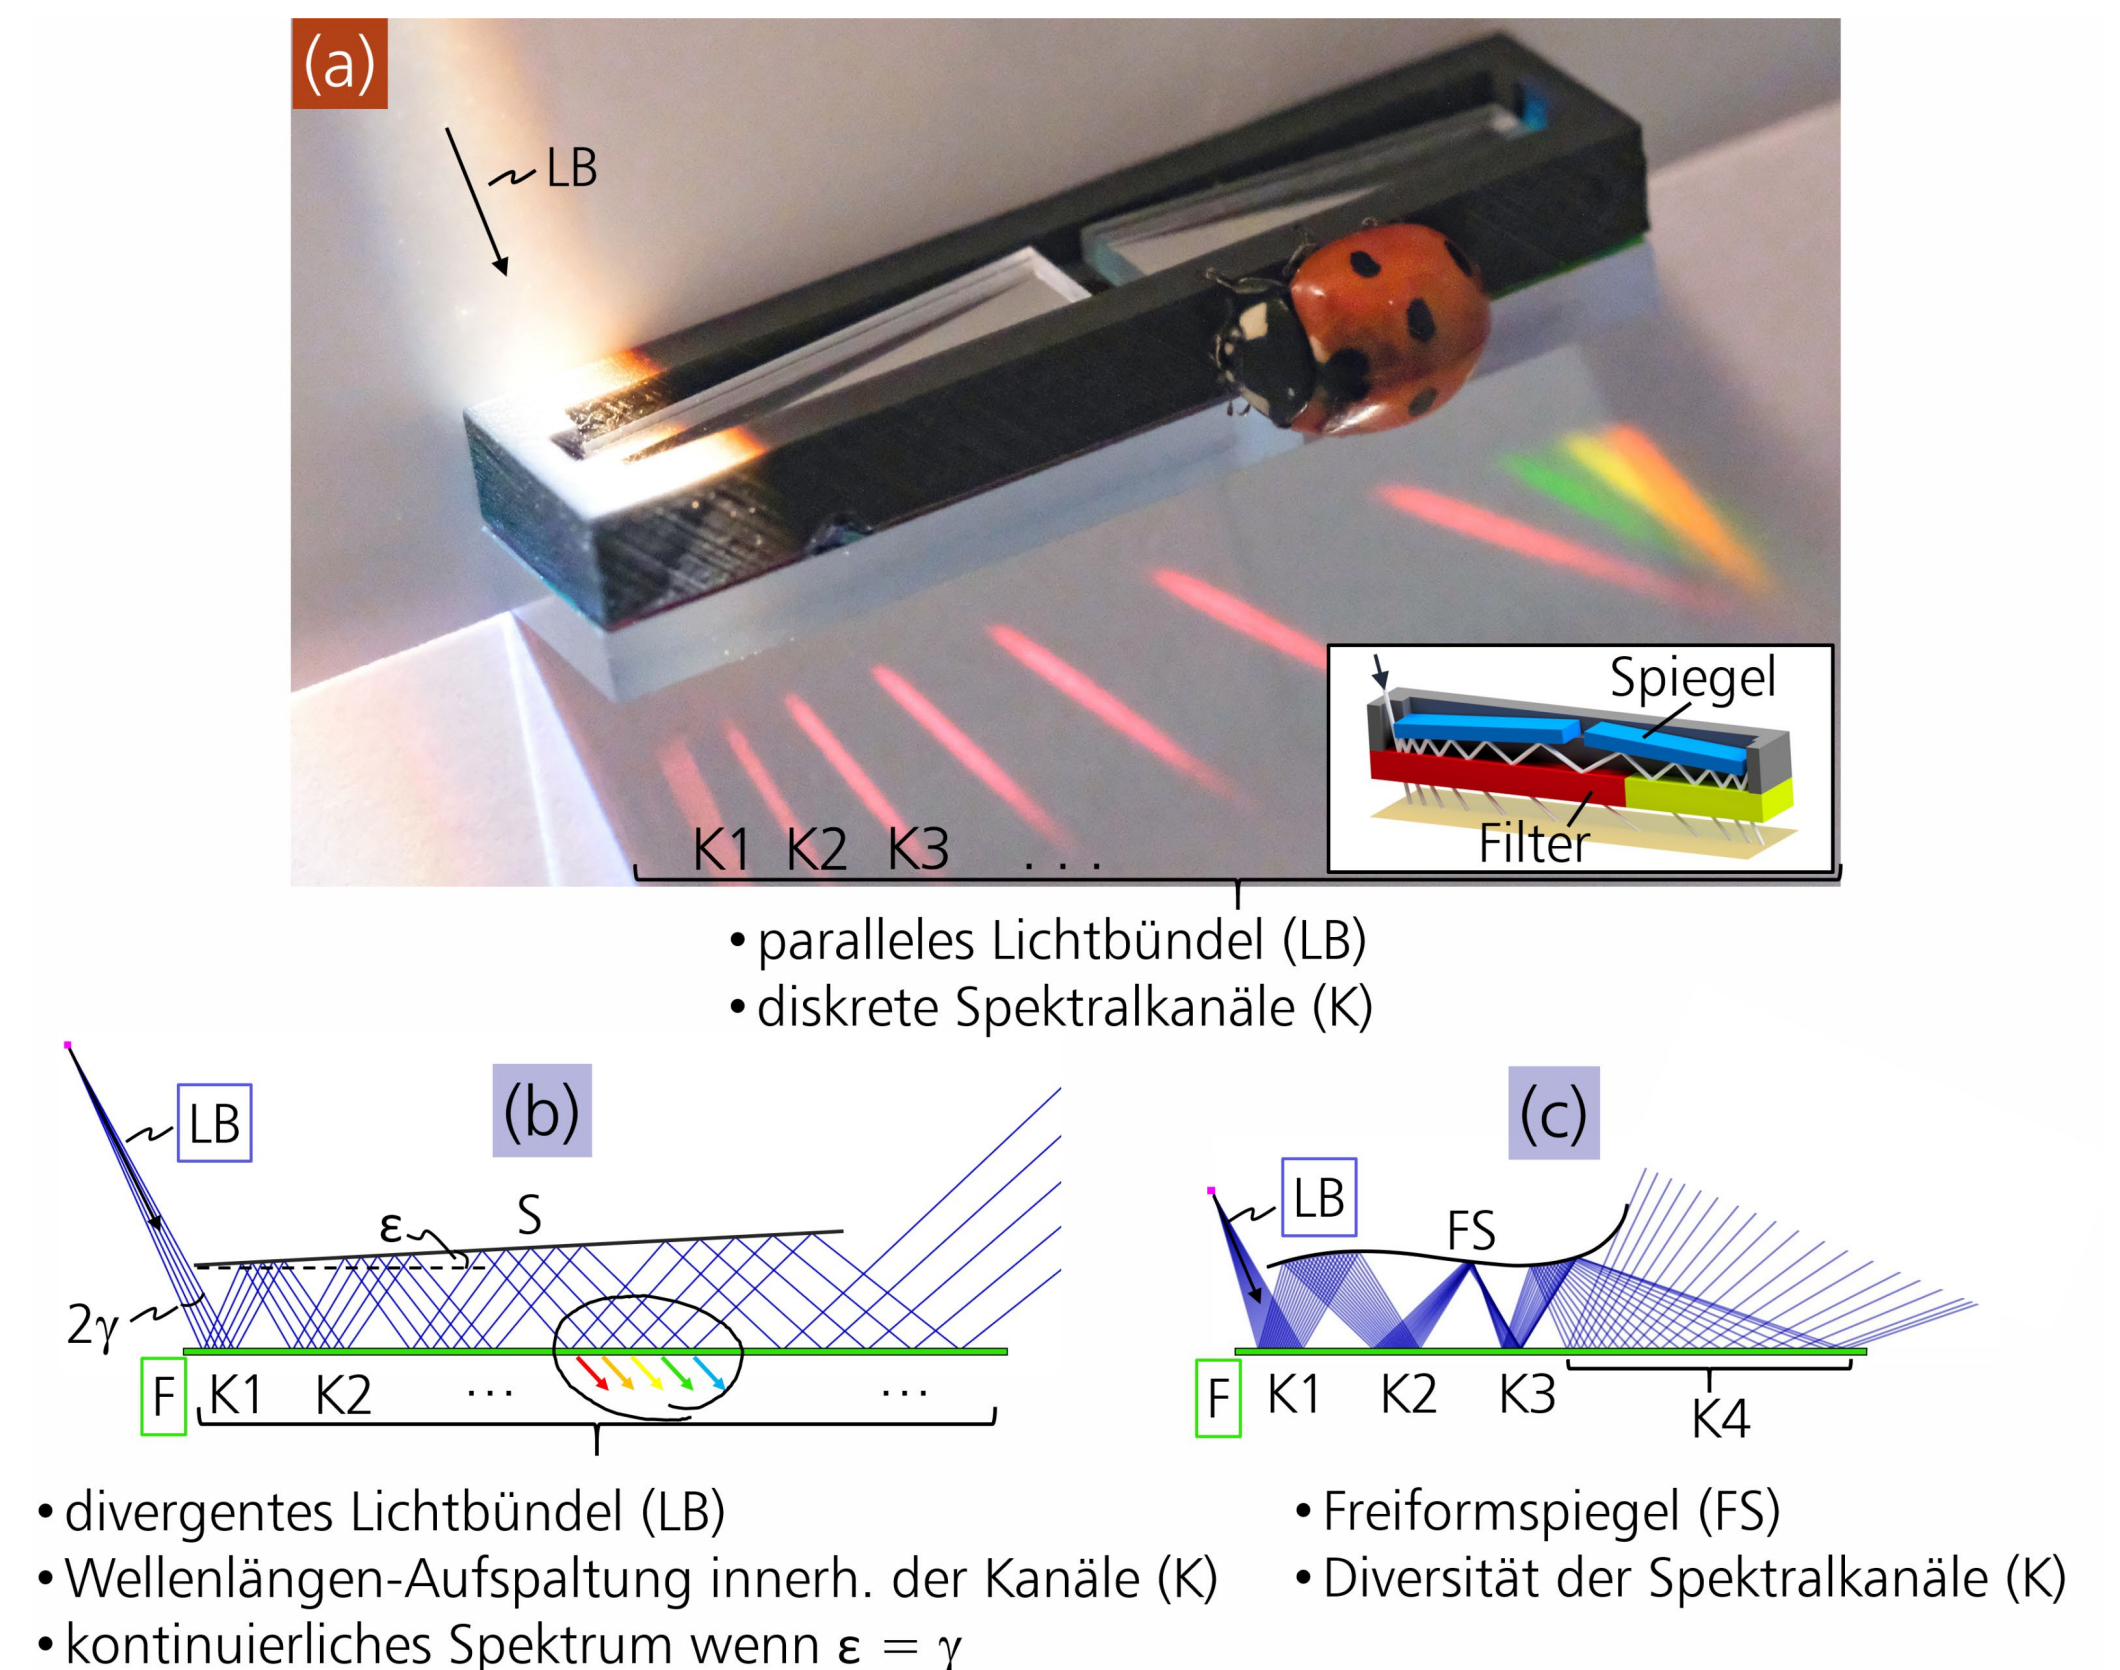 (a)
LB
Spiegel
Filter
K1 K2 K3 ...
• paralleles Lichtbündel (LB)
• diskrete Spektralkanäle (K)
(b)
LB
ε
S
2γ
F K1 K2 ... ...
• divergentes Lichtbündel (LB)
• Wellenlängen-Aufspaltung innerh. der Kanäle (K)
• kontinuierliches Spektrum wenn ε = γ
(c)
LB
FS
F K1 K2 K3
K4
• Freiformspiegel (FS)
• Diversität der Spektralkanäle (K)